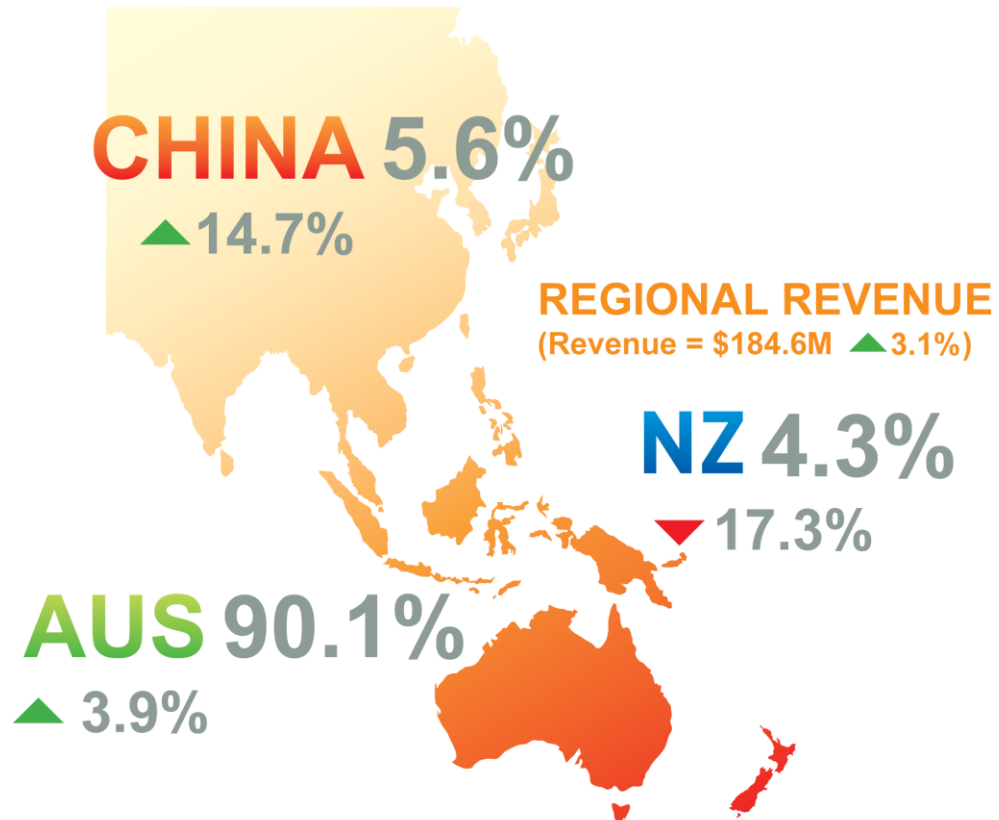 CHINA 5.6%
▲14.7%
REGIONAL REVENUE
(Revenue = $184.6M ▲3.1%)
NZ 4.3%
▼ 17.3%
AUS 90.1%
▲ 3.9%